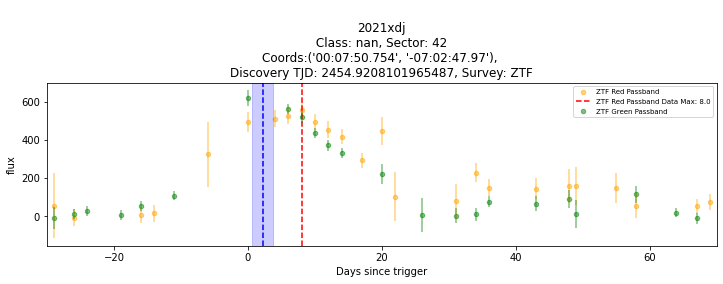 2021xdj
Class: nan, Sector: 42
Coords:('00:07:50.754', '-07:02:47.97'),
Discovery TJD: 2454.9208101965487, Survey: ZTF
ZTF Red Passband
ZTF Red Passband Data Max: 8.0
ZTF Green Passband
600
400
200
0
flux
−20
0
20
40
60
Days since trigger